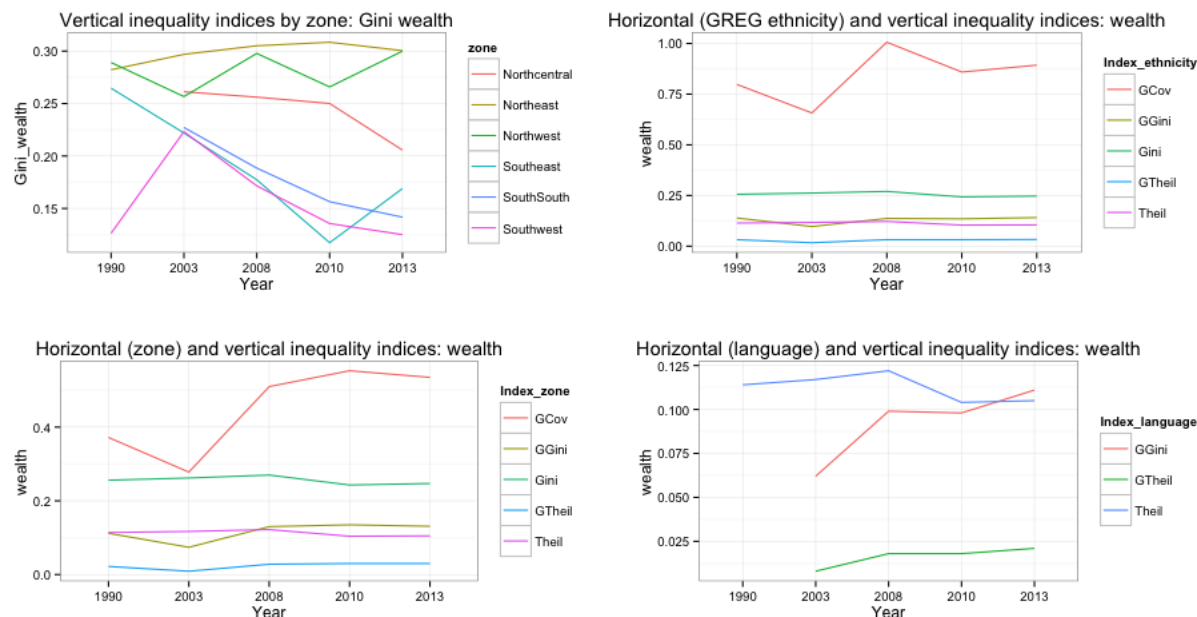 Vertical inequality indices by zone: Gini wealth
Gini_wealth
0.30
0.25
0.20
0.15
1990 2003 2008 2010 2013
Year
zone
Northcentral
Northeast
Northwest
Southeast
SouthSouth
Southwest
Horizontal (GREG ethnicity) and vertical inequality indices: wealth
wealth
1.00
0.75
0.50
0.25
0.00
1990 2003 2008 2010 2013
Year
Index_ethnicity
GCov
GGini
Gini
GTheil
Theil
Horizontal (zone) and vertical inequality indices: wealth
wealth
0.4
0.2
0.0
1990 2003 2008 2010 2013
Year
Index_zone
GCov
GGini
Gini
GTheil
Theil
Horizontal (language) and vertical inequality indices: wealth
wealth
0.125
0.100
0.075
0.050
0.025
1990 2003 2008 2010 2013
Year
Index_language
GGini
GTheil
Theil